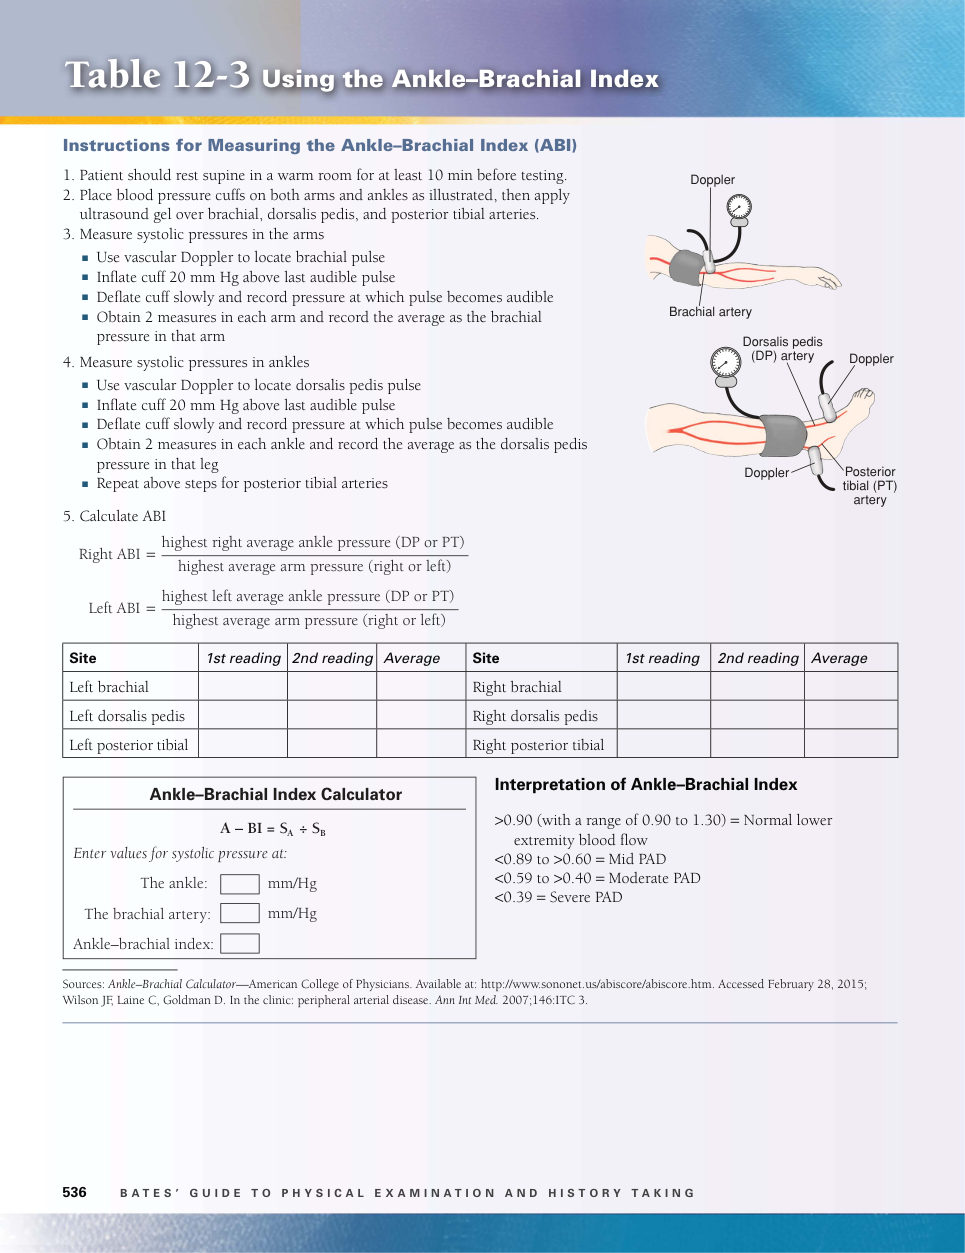 Table 12-3 Using the Ankle–Brachial Index
Instructions for Measuring the Ankle–Brachial Index (ABI)
1. Patient should rest supine in a warm room for at least 10 min before testing.
2. Place blood pressure cuffs on both arms and ankles as illustrated, then apply
ultrasound gel over brachial, dorsalis pedis, and posterior tibial arteries.
3. Measure systolic pressures in the arms
■ Use vascular Doppler to locate brachial pulse
■ Inflate cuff 20 mm Hg above last audible pulse
■ Deflate cuff slowly and record pressure at which pulse becomes audible
■ Obtain 2 measures in each arm and record the average as the brachial
pressure in that arm
4. Measure systolic pressures in ankles
■ Use vascular Doppler to locate dorsalis pedis pulse
■ Inflate cuff 20 mm Hg above last audible pulse
■ Deflate cuff slowly and record pressure at which pulse becomes audible
■ Obtain 2 measures in each ankle and record the average as the dorsalis pedis
pressure in that leg
■ Repeat above steps for posterior tibial arteries
Doppler
Brachial artery
Dorsalis pedis
(DP) artery
Doppler
Doppler
Posterior
tibial (PT)
artery
5. Calculate ABI
highest right average ankle pressure (DP or PT)
Right ABI =
highest average arm pressure (right or left)
highest left average ankle pressure (DP or PT)
Left ABI =
highest average arm pressure (right or left)
Site 1st reading 2nd reading Average Site 1st reading 2nd reading Average
Left brachial Right brachial
Left dorsalis pedis Right dorsalis pedis
Left posterior tibial Right posterior tibial
Ankle–Brachial Index Calculator
A – BI = SA ÷ SB
Enter values for systolic pressure at:
The ankle: mm/Hg
The brachial artery: mm/Hg
Ankle–brachial index:
Interpretation of Ankle–Brachial Index
>0.90 (with a range of 0.90 to 1.30) = Normal lower
extremity blood flow
<0.89 to >0.60 = Mid PAD
<0.59 to >0.40 = Moderate PAD
<0.39 = Severe PAD
Sources: Ankle–Brachial Calculator—American College of Physicians. Available at: http://www.sononet.us/abiscore/abiscore.htm. Accessed February 28, 2015;
Wilson JF, Laine C, Goldman D. In the clinic: peripheral arterial disease. Ann Int Med. 2007;146:ITC 3.
536 BATES' GUIDE TO PHYSICAL EXAMINATION AND HISTORY TAKING